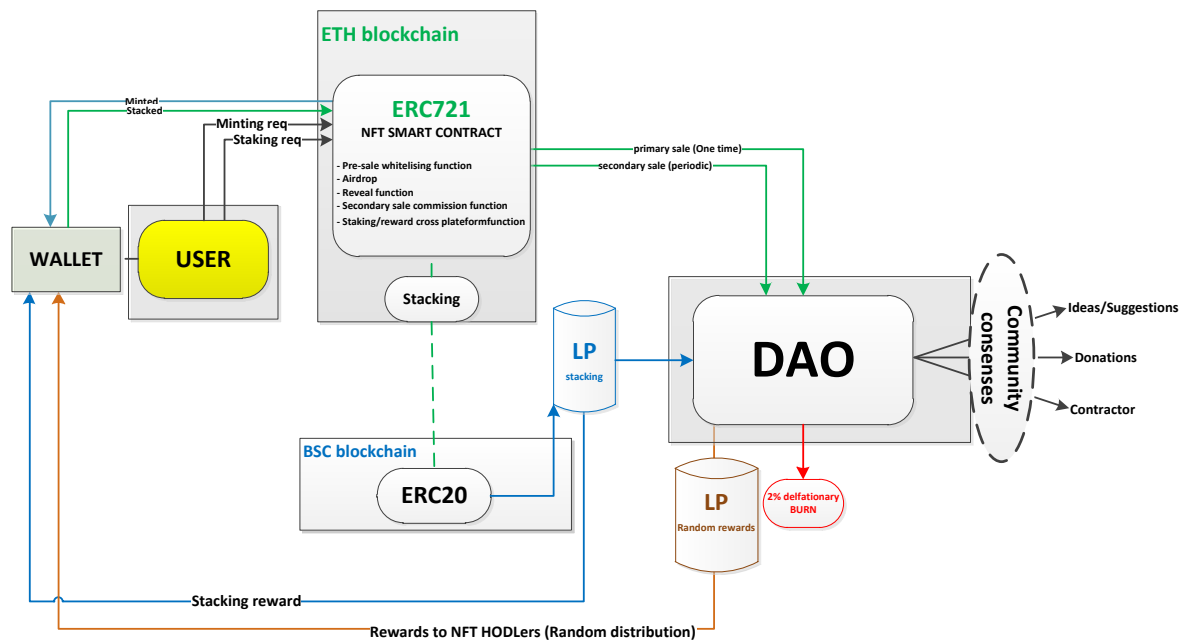 ETH blockchain
Minted
Stacked
Minting req
Staking req
ERC721
NFT SMART CONTRACT
- Pre-sale whitelising function
- Airdrop
- Reveal function
- Secondary sale commission function
- Staking/reward cross plateformfunction
primary sale (One time)
secondary sale (periodic)
WALLET
USER
Stacking
LP
stacking
DAO
Community
consenses
Ideas/Suggestions
Donations
Contractor
BSC blockchain
ERC20
LP
Random rewards
2% delfationary
BURN
Stacking reward
Rewards to NFT HODLers (Random distribution)